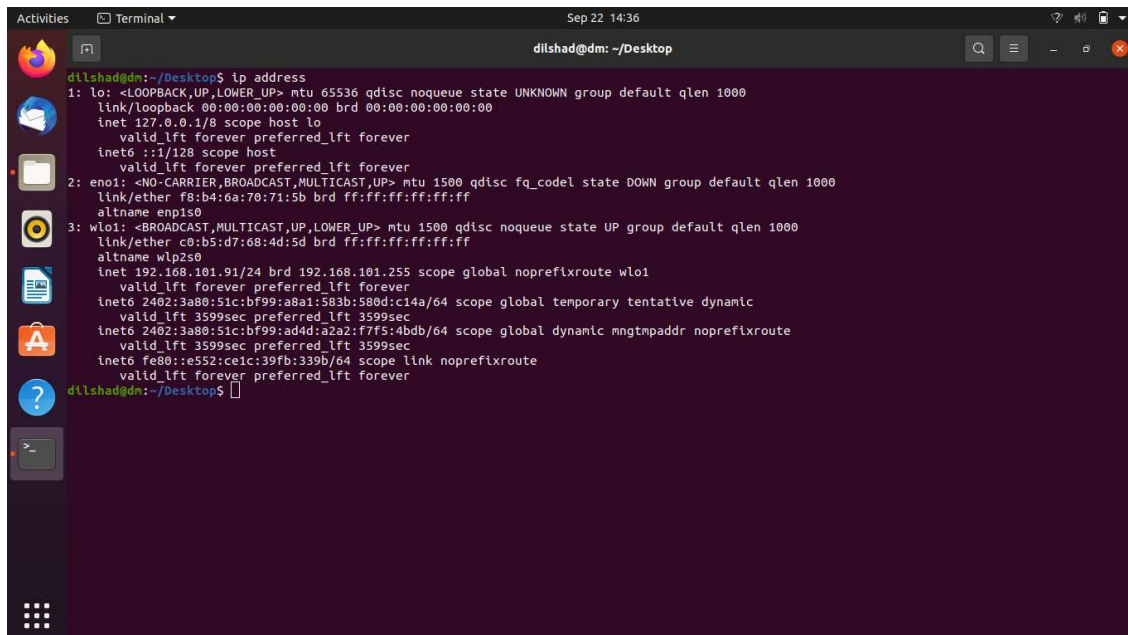 Activities
Terminal
Sep 22 14:36
dilshad@dm: ~/Desktop
dilshad@dm:~/Desktop$ ip address
1: lo: <LOOPBACK,UP,LOWER_UP> mtu 65536 qdisc noqueue state UNKNOWN group default qlen 1000
    link/loopback 00:00:00:00:00:00 brd 00:00:00:00:00:00
    inet 127.0.0.1/8 scope host lo
       valid_lft forever preferred_lft forever
    inet6 ::1/128 scope host
       valid_lft forever preferred_lft forever
2: eno1: <NO-CARRIER,BROADCAST,MULTICAST,UP> mtu 1500 qdisc fq_codel state DOWN group default qlen 1000
    link/ether f8:b4:6a:70:71:5b brd ff:ff:ff:ff:ff:ff
    altname enp1s0
3: wlo1: <BROADCAST,MULTICAST,UP,LOWER_UP> mtu 1500 qdisc noqueue state UP group default qlen 1000
    link/ether c0:b5:d7:68:4d:5d brd ff:ff:ff:ff:ff:ff
    altname wlp2s0
    inet 192.168.101.91/24 brd 192.168.101.255 scope global noprefixroute wlo1
       valid_lft forever preferred_lft forever
    inet6 2402:3a80:51c:bf99:a8a1:583b:580d:c14a/64 scope global temporary tentative dynamic
       valid_lft 3599sec preferred_lft 3599sec
    inet6 2402:3a80:51c:bf99:ad4d:a2a2:f7f5:4bdb/64 scope global dynamic mngtmpaddr noprefixroute
       valid_lft 3599sec preferred_lft 3599sec
    inet6 fe80::e552:ce1c:39fb:339b/64 scope link noprefixroute
       valid_lft forever preferred_lft forever
dilshad@dm:~/Desktop$